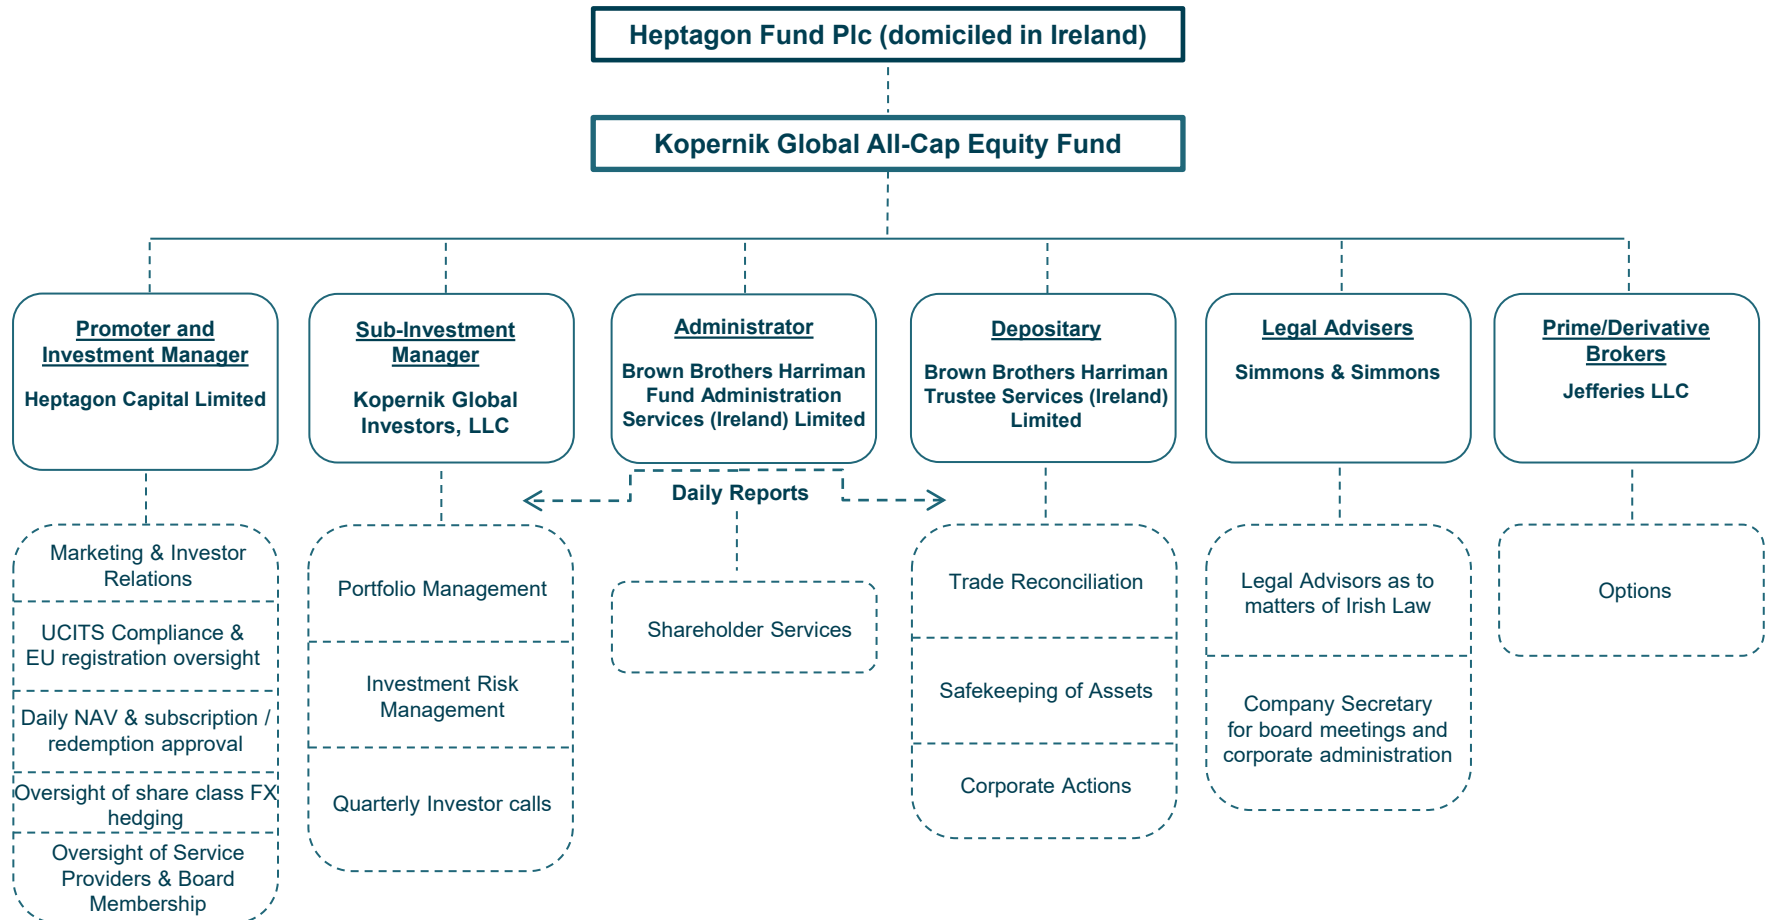 Heptagon Fund Plc (domiciled in Ireland)
Kopernik Global All-Cap Equity Fund
Promoter and
Investment Manager
Heptagon Capital Limited
Sub-Investment
Manager
Kopernik Global
Investors, LLC
Administrator
Brown Brothers Harriman
Fund Administration
Services (Ireland) Limited
Depositary
Brown Brothers Harriman
Trustee Services (Ireland)
Limited
Legal Advisers
Simmons & Simmons
Prime/Derivative
Brokers
Jefferies LLC
Daily Reports
Marketing & Investor
Relations
UCITS Compliance &
EU registration oversight
Daily NAV & subscription /
redemption approval
Oversight of share class FX
hedging
Oversight of Service
Providers & Board
Membership
Portfolio Management
Investment Risk
Management
Quarterly Investor calls
Shareholder Services
Trade Reconciliation
Safekeeping of Assets
Corporate Actions
Legal Advisors as to
matters of Irish Law
Company Secretary
for board meetings and
corporate administration
Options